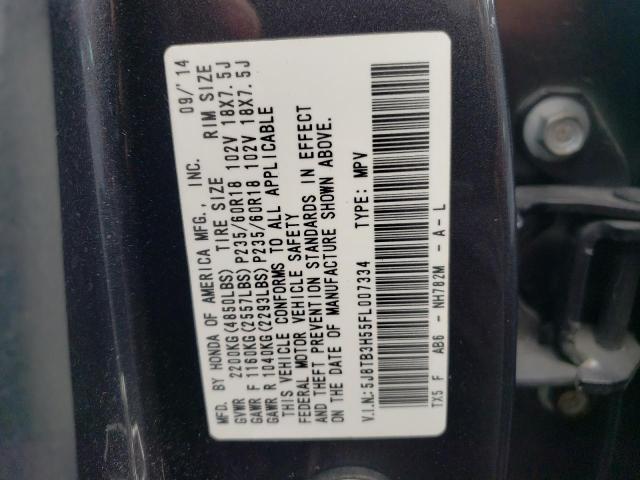 MFD. BY HONDA OF AMERICA MFG., INC. 09/'14
GVWR 2200KG(4850LBS) TIRE SIZE RIM SIZE
GAWR F 1160KG(2557LBS) P235/60R18 102V 18X7.5J
GAWR R 1040KG(2293LBS) P235/60R18 102V 18X7.5J
THIS VEHICLE CONFORMS TO ALL APPLICABLE
FEDERAL MOTOR VEHICLE SAFETY
AND THEFT PREVENTION STANDARDS IN EFFECT
ON THE DATE OF MANUFACTURE SHOWN ABOVE.
V.I.N.:5J8TB3H55FL007334 TYPE: MPV
TX5 F AB6 - NH782M - A - L